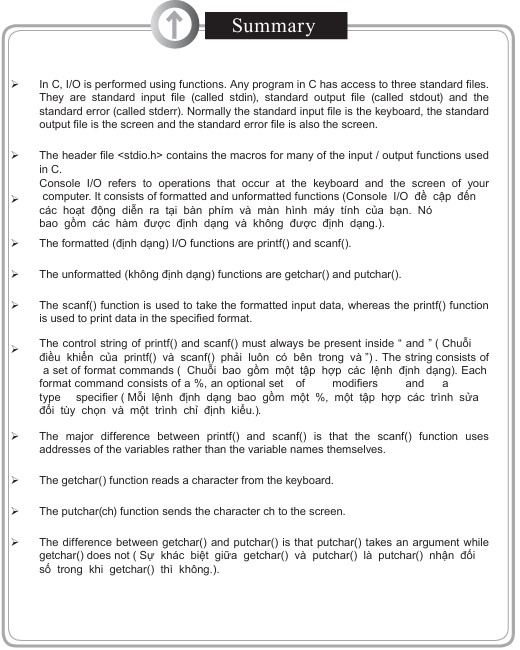 Summary
➢ In C, I/O is performed using functions. Any program in C has access to three standard files.
They are standard input file (called stdin), standard output file (called stdout) and the
standard error (called stderr). Normally the standard input file is the keyboard, the standard
output file is the screen and the standard error file is also the screen.
➢ The header file <stdio.h> contains the macros for many of the input / output functions used
in C.
Console I/O refers to operations that occur at the keyboard and the screen of your
➢ computer. It consists of formatted and unformatted functions (Console I/O đề cập đến
các hoạt động diễn ra tại bàn phím và màn hình máy tính của bạn. Nó
bao gồm các hàm được định dạng và không được định dạng.).
➢ The formatted (định dạng) I/O functions are printf() and scanf().
➢ The unformatted (không định dạng) functions are getchar() and putchar().
➢ The scanf() function is used to take the formatted input data, whereas the printf() function
is used to print data in the specified format.
➢ The control string of printf() and scanf() must always be present inside “ and ” ( Chuỗi
điều khiển của printf() và scanf() phải luôn có bên trong và ”) . The string consists of
a set of format commands ( Chuỗi bao gồm một tập hợp các lệnh định dạng). Each
format command consists of a %, an optional set of modifiers and a
type specifier ( Mỗi lệnh định dạng bao gồm một %, một tập hợp các trình sửa
đổi tùy chọn và một trình chỉ định kiểu.).
➢ The major difference between printf() and scanf() is that the scanf() function uses
addresses of the variables rather than the variable names themselves.
➢ The getchar() function reads a character from the keyboard.
➢ The putchar(ch) function sends the character ch to the screen.
➢ The difference between getchar() and putchar() is that putchar() takes an argument while
getchar() does not ( Sự khác biệt giữa getchar() và putchar() là putchar() nhận đối
số trong khi getchar() thì không.).